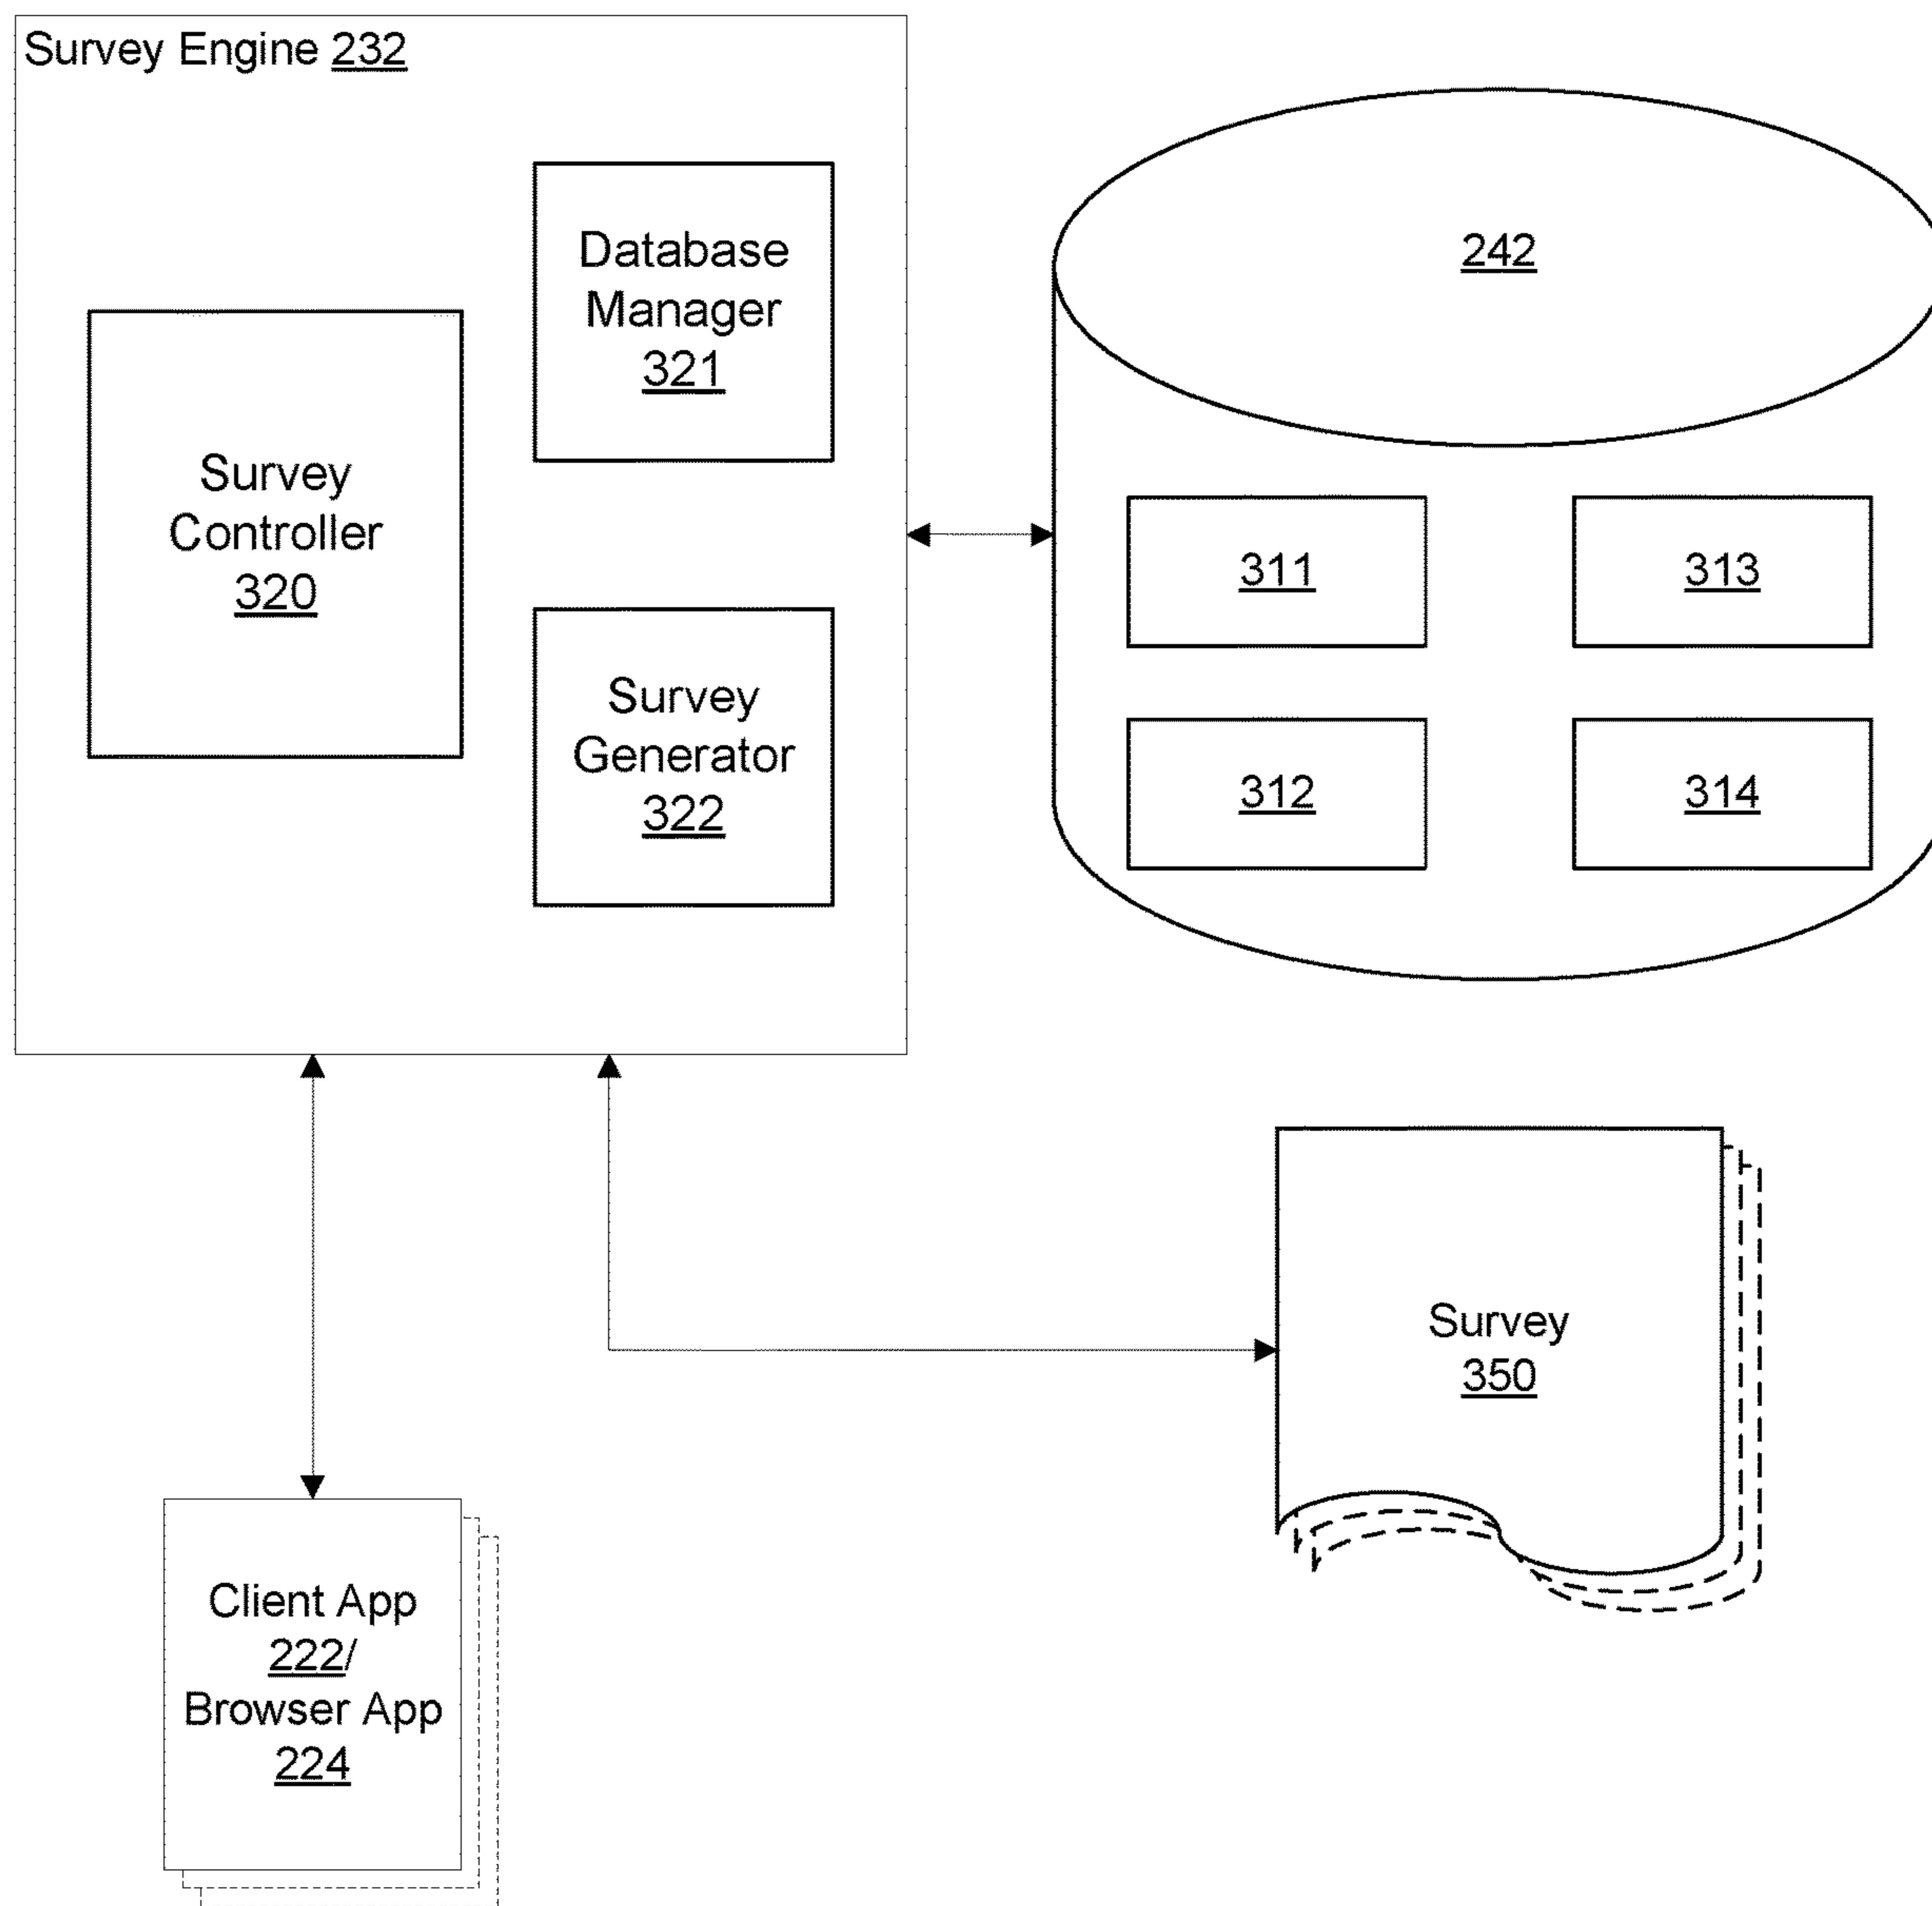 Survey Engine 232
Database
Manager
321
Survey
Controller
320
Survey
Generator
322
242
311
313
312
314
Survey
350
Client App
222/
Browser App
224